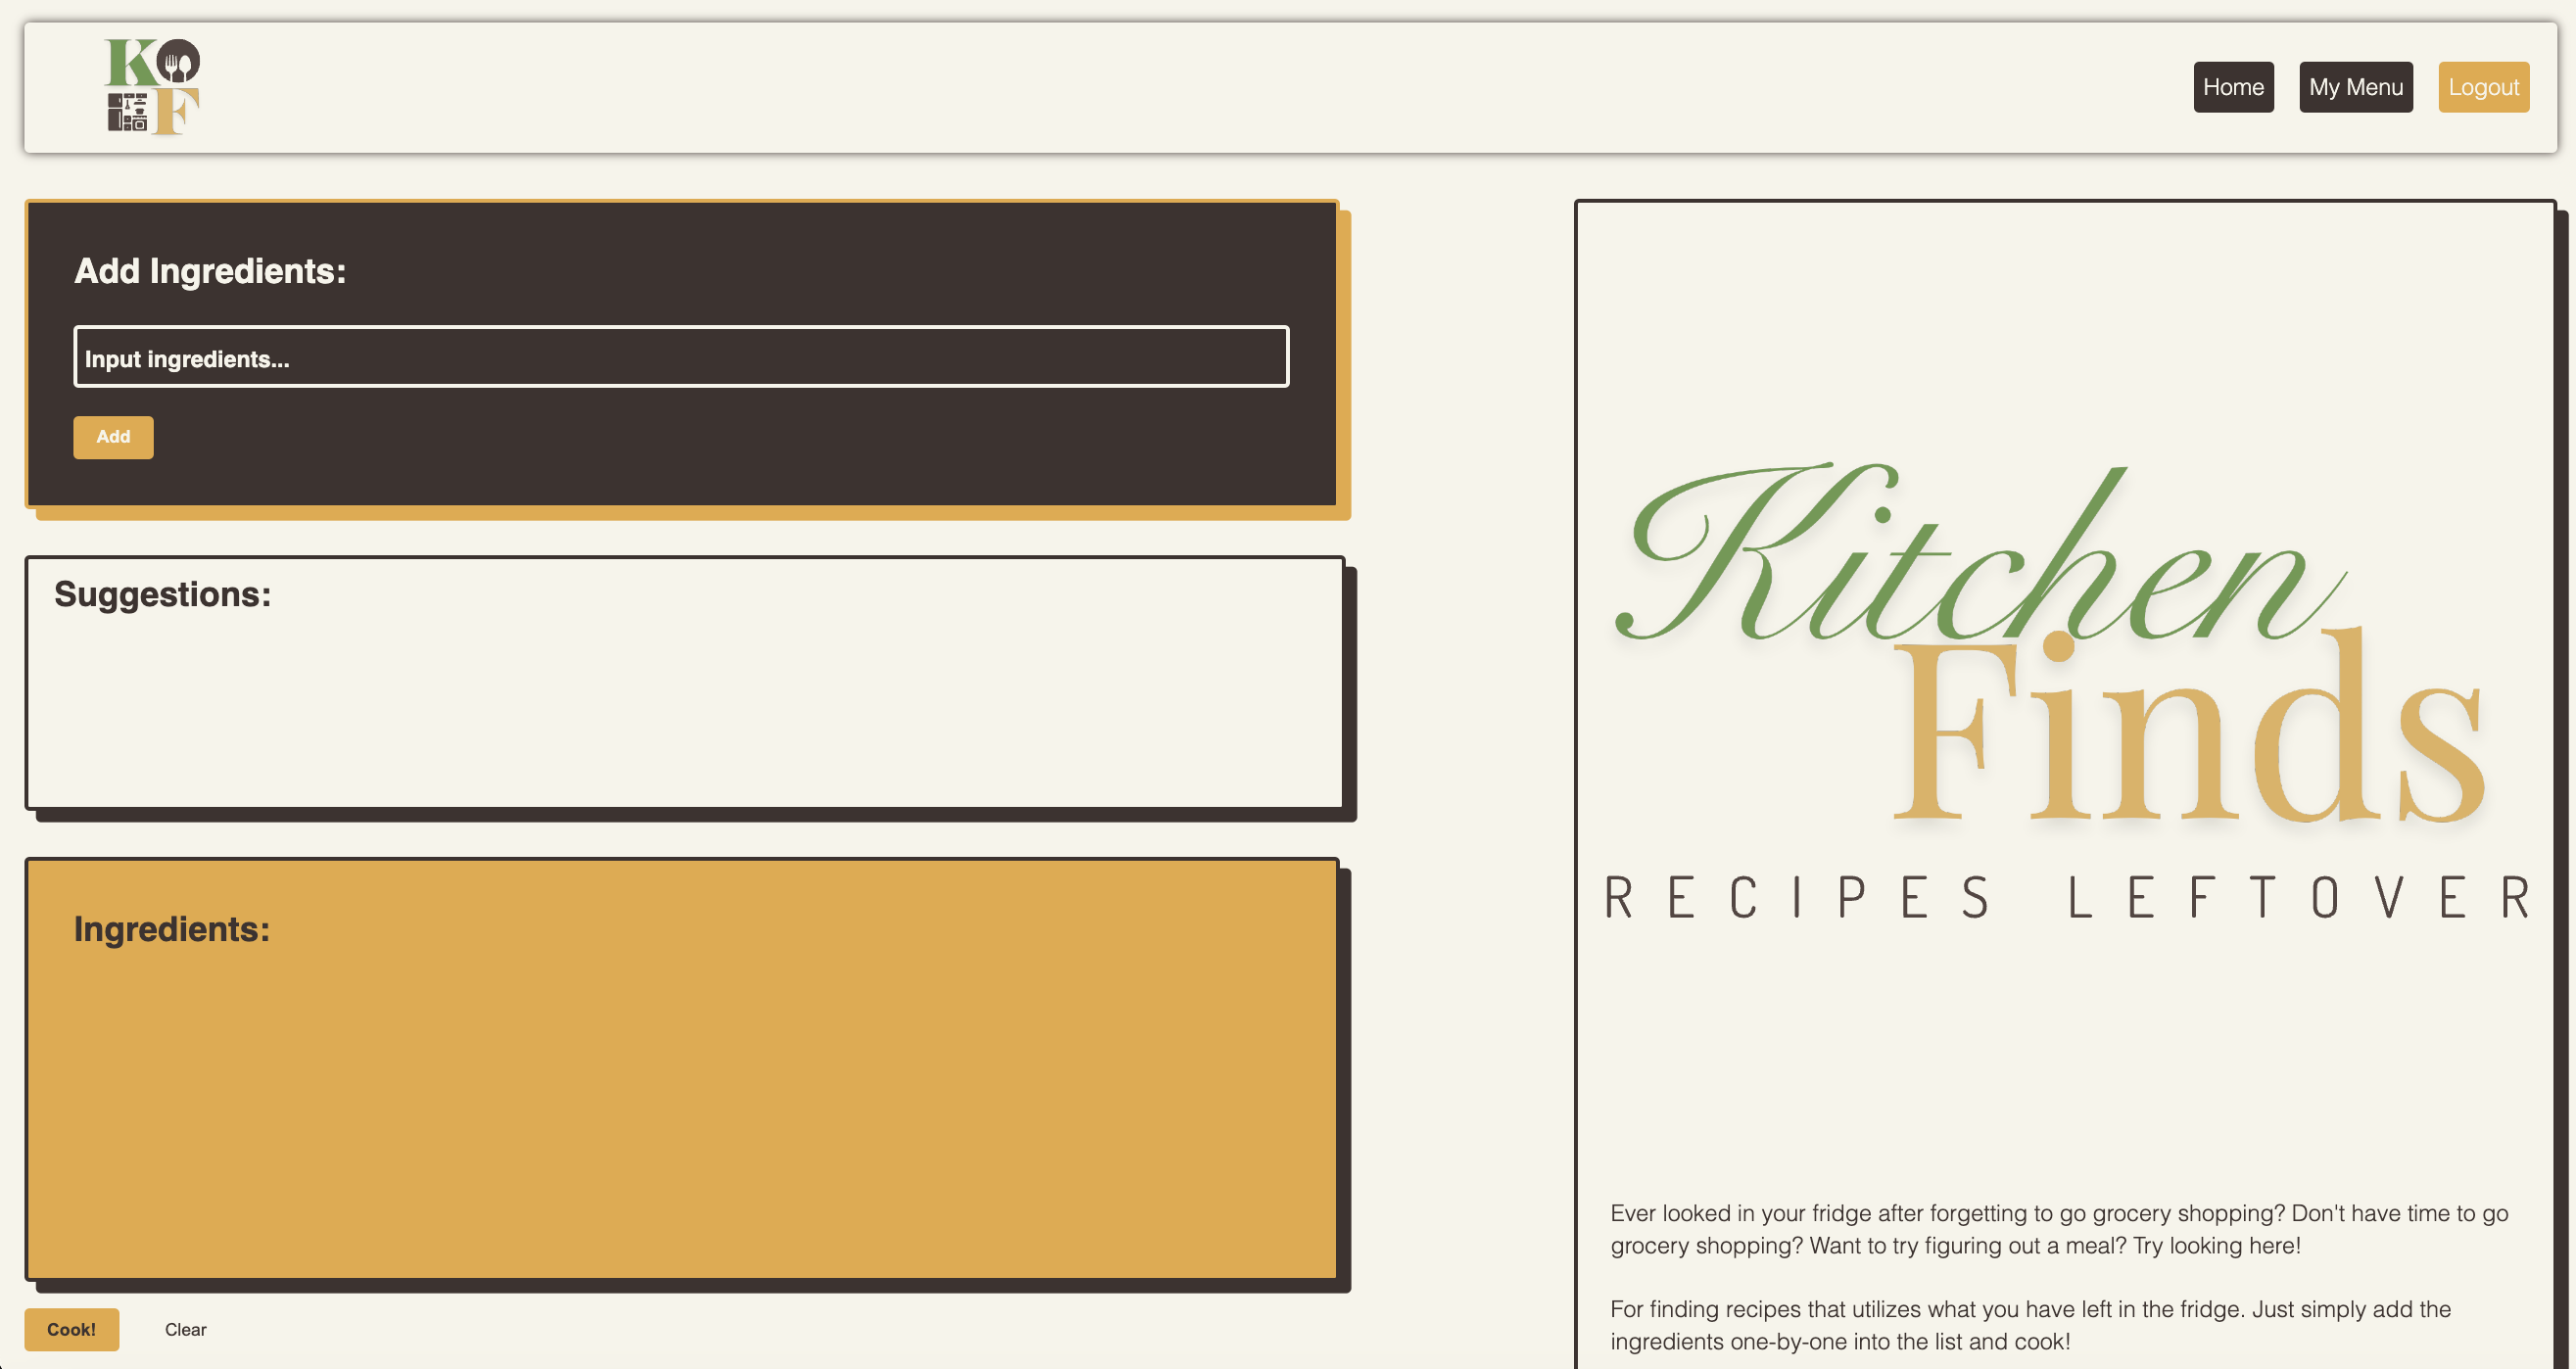 KOF
Home
My Menu
Logout
Add Ingredients:
Input ingredients...
Add
Suggestions:
Ingredients:
Cook!
Clear
Kitchen
Finds
RECIPES LEFTOVER
Ever looked in your fridge after forgetting to go grocery shopping? Don't have time to go
grocery shopping? Want to try figuring out a meal? Try looking here!
For finding recipes that utilizes what you have left in the fridge. Just simply add the
ingredients one-by-one into the list and cook!